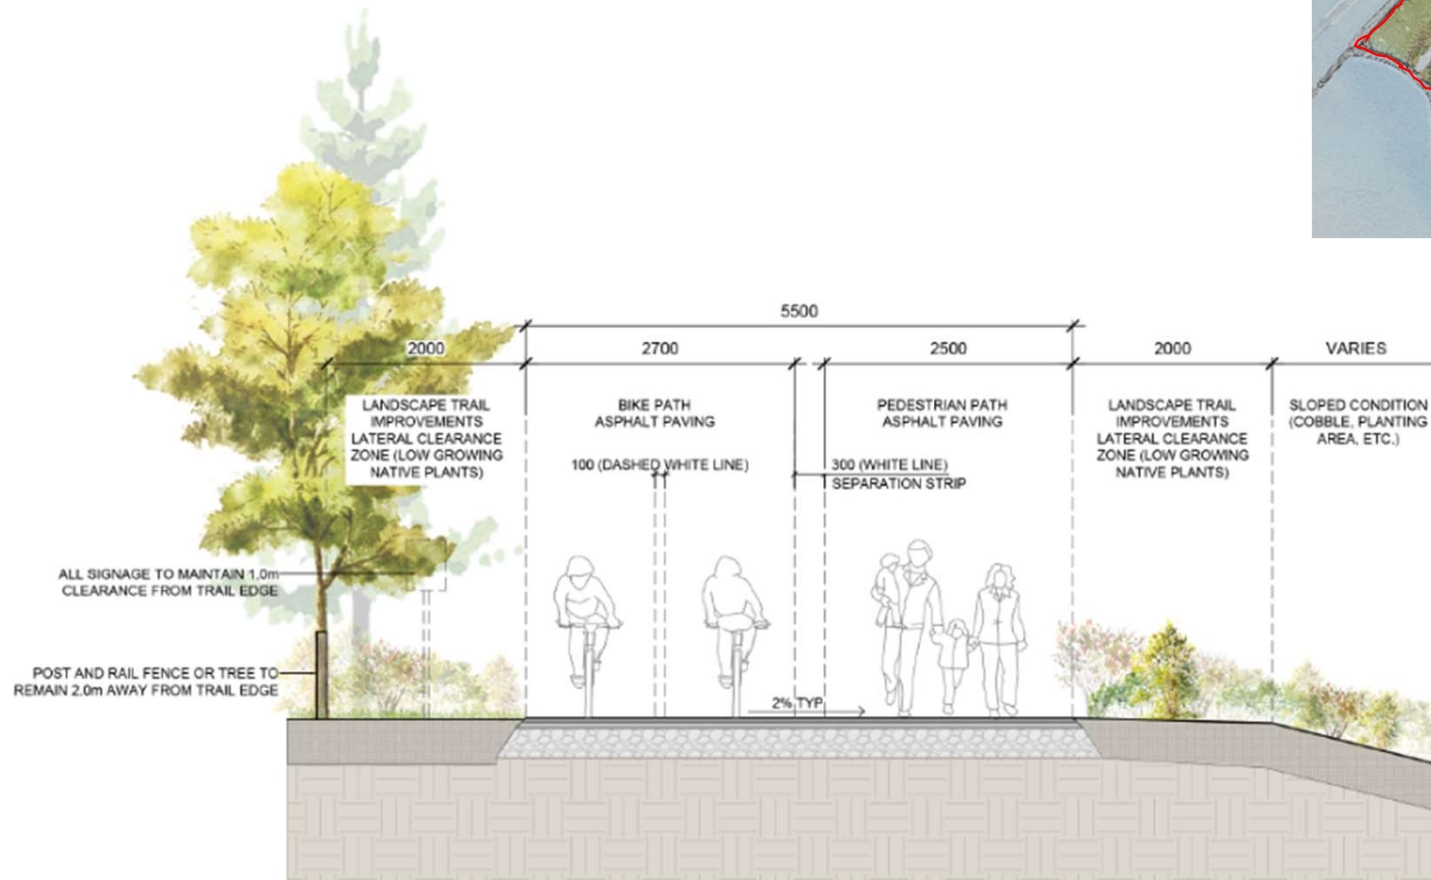 5500
2000
2700
2500
2000
VARIES
LANDSCAPE TRAIL
IMPROVEMENTS
LATERAL CLEARANCE
ZONE (LOW GROWING
NATIVE PLANTS)
BIKE PATH
ASPHALT PAVING
PEDESTRIAN PATH
ASPHALT PAVING
LANDSCAPE TRAIL
IMPROVEMENTS
LATERAL CLEARANCE
ZONE (LOW GROWING
NATIVE PLANTS)
SLOPED CONDITION
(COBBLE, PLANTING
AREA, ETC.)
100 (DASHED WHITE LINE)
300 (WHITE LINE)
SEPARATION STRIP
ALL SIGNAGE TO MAINTAIN 1.0m
CLEARANCE FROM TRAIL EDGE
POST AND RAIL FENCE OR TREE TO
REMAIN 2.0m AWAY FROM TRAIL EDGE
2% TYP